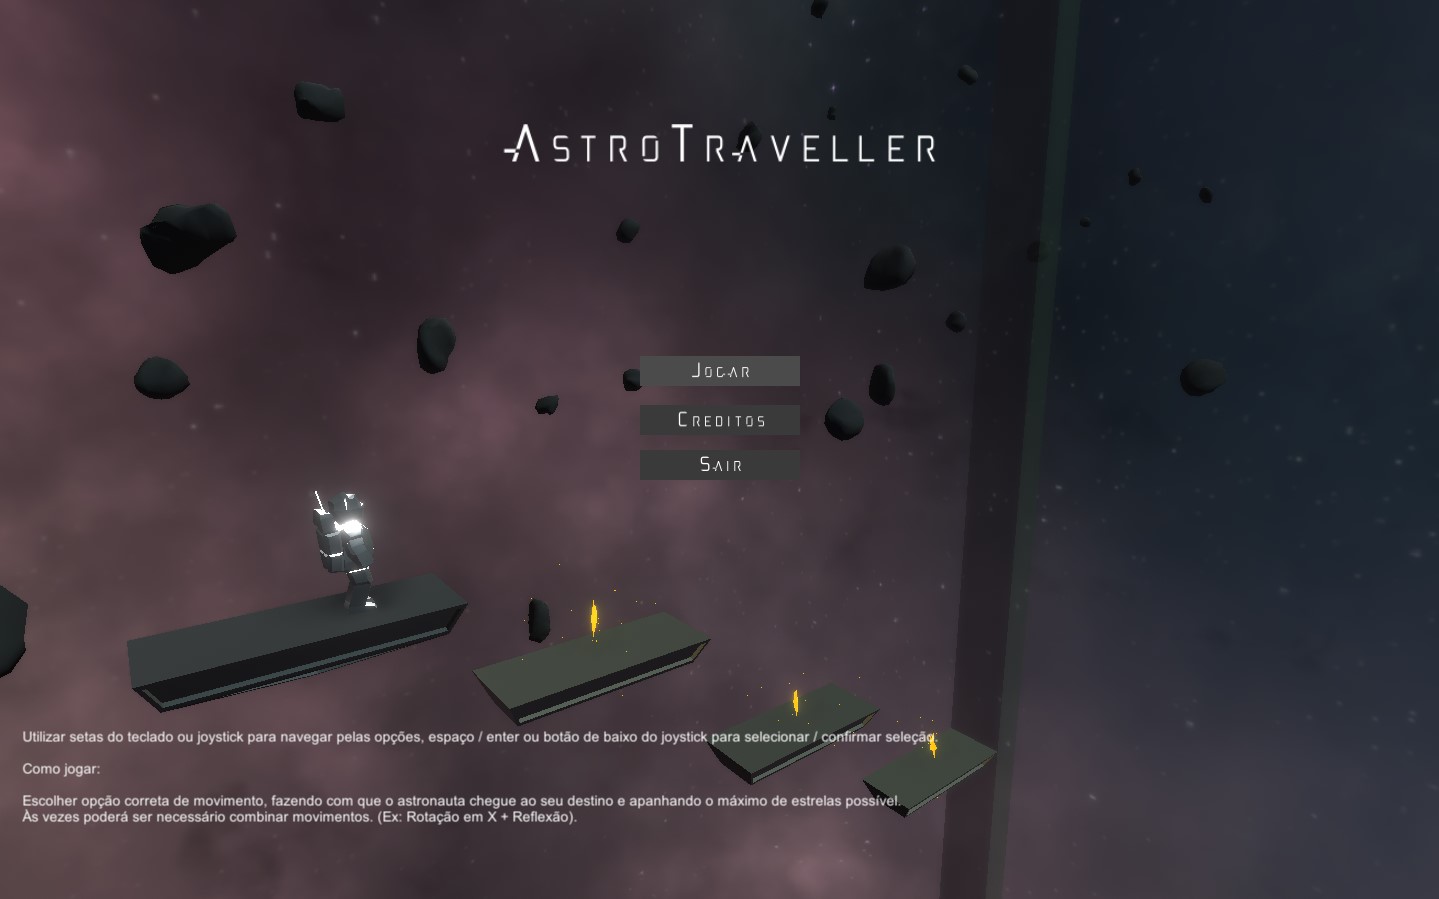 AstroTraveller
Jogar
Creditos
Sair
Utilizar setas do teclado ou joystick para navegar pelas opções, espaço / enter ou botão de baixo do joystick para selecionar / confirmar seleção.
Como jogar:
Escolher opção correta de movimento, fazendo com que o astronauta chegue ao seu destino e apanhando o máximo de estrelas possível.
Às vezes poderá ser necessário combinar movimentos. (Ex: Rotação em X + Reflexão).